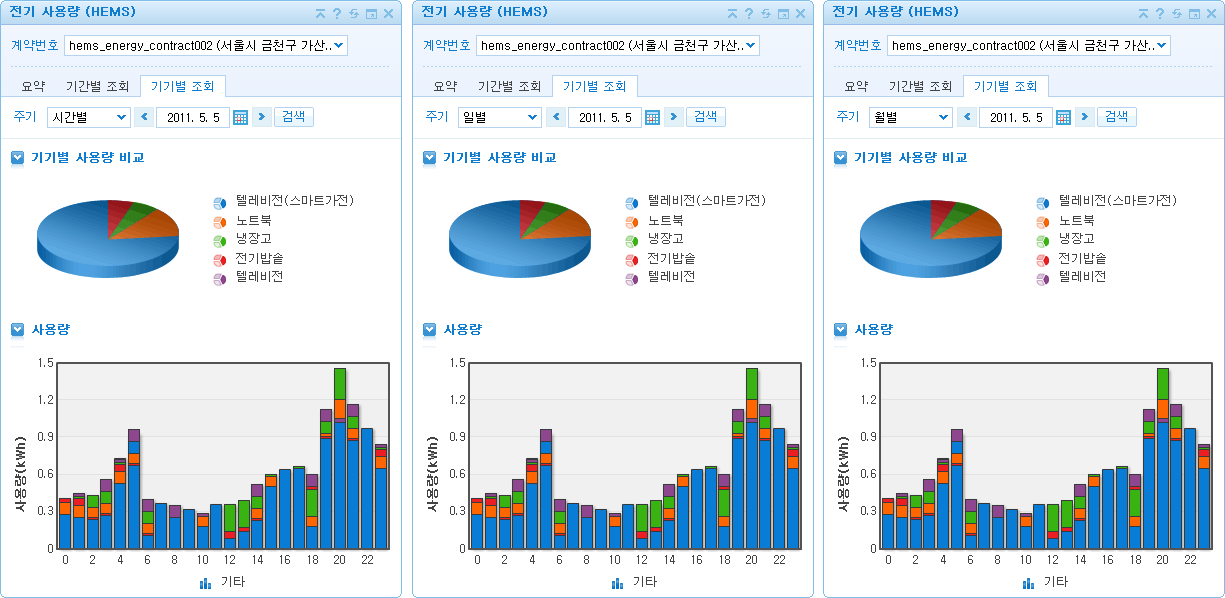 전기 사용량 (HEMS)
계약번호 hems_energy_contract002 (서울시 금천구 가산..
요약 기간별 조회 기기별 조회
주기 시간별 2011. 5. 5 검색
기기별 사용량 비교
텔레비전(스마트가전)
노트북
냉장고
전기밥솥
텔레비전
사용량
1.5
1.2
0.9
0.6
0.3
0
사용량(kWh)
0 2 4 6 8 10 12 14 16 18 20 22
기타
전기 사용량 (HEMS)
계약번호 hems_energy_contract002 (서울시 금천구 가산..
요약 기간별 조회 기기별 조회
주기 일별 2011. 5. 5 검색
기기별 사용량 비교
텔레비전(스마트가전)
노트북
냉장고
전기밥솥
텔레비전
사용량
1.5
1.2
0.9
0.6
0.3
0
사용량(kWh)
0 2 4 6 8 10 12 14 16 18 20 22
기타
전기 사용량 (HEMS)
계약번호 hems_energy_contract002 (서울시 금천구 가산..
요약 기간별 조회 기기별 조회
주기 월별 2011. 5. 5 검색
기기별 사용량 비교
텔레비전(스마트가전)
노트북
냉장고
전기밥솥
텔레비전
사용량
1.5
1.2
0.9
0.6
0.3
0
사용량(kWh)
0 2 4 6 8 10 12 14 16 18 20 22
기타